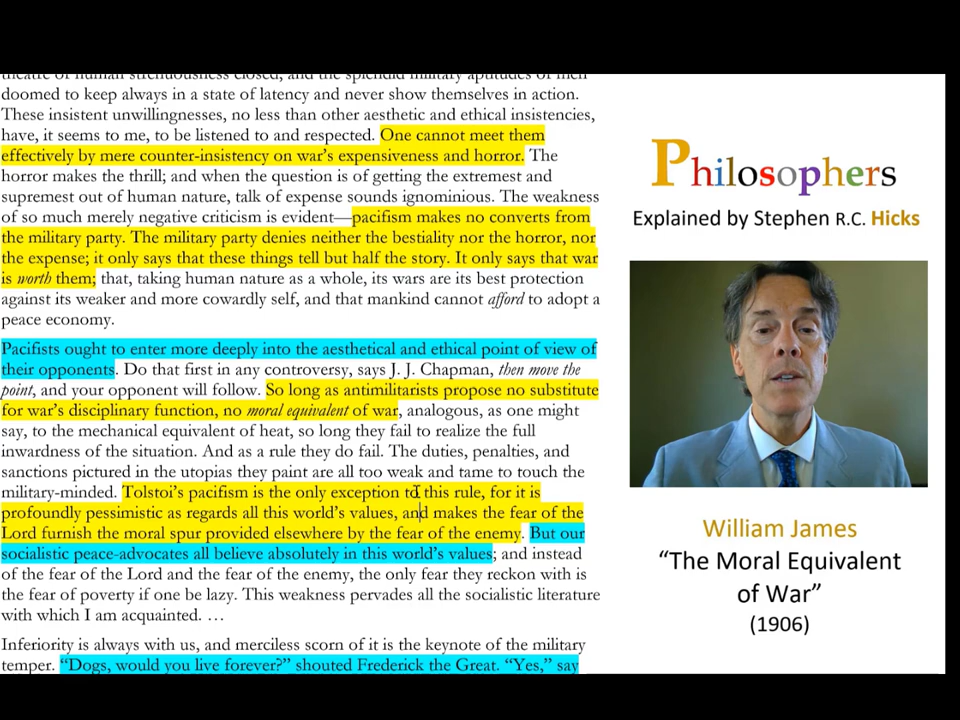 theatre of human strenuousness closed, and the splendid military aptitudes of men
doomed to keep always in a state of latency and never show themselves in action.
These insistent unwillingnesses, no less than other aesthetic and ethical insistencies,
have, it seems to me, to be listened to and respected. One cannot meet them
effectively by mere counter-insistency on war's expensiveness and horror. The
horror makes the thrill; and when the question is of getting the extremest and
supremest out of human nature, talk of expense sounds ignominious. The weakness
of so much merely negative criticism is evident—pacifism makes no converts from
the military party. The military party denies neither the bestiality nor the horror, nor
the expense; it only says that these things tell but half the story. It only says that war
is worth them; that, taking human nature as a whole, its wars are its best protection
against its weaker and more cowardly self, and that mankind cannot afford to adopt a
peace economy.
Pacifists ought to enter more deeply into the aesthetical and ethical point of view of
their opponents. Do that first in any controversy, says J. J. Chapman, then move the
point, and your opponent will follow. So long as antimilitarists propose no substitute
for war's disciplinary function, no moral equivalent of war, analogous, as one might
say, to the mechanical equivalent of heat, so long they fail to realize the full
inwardness of the situation. And as a rule they do fail. The duties, penalties, and
sanctions pictured in the utopias they paint are all too weak and tame to touch the
military-minded. Tolstoi's pacifism is the only exception to this rule, for it is
profoundly pessimistic as regards all this world's values, and makes the fear of the
Lord furnish the moral spur provided elsewhere by the fear of the enemy. But our
socialistic peace-advocates all believe absolutely in this world's values; and instead
of the fear of the Lord and the fear of the enemy, the only fear they reckon with is
the fear of poverty if one be lazy. This weakness pervades all the socialistic literature
with which I am acquainted. …
Inferiority is always with us, and merciless scorn of it is the keynote of the military
temper. “Dogs, would you live forever?” shouted Frederick the Great. “Yes,” say
Philosophers
Explained by Stephen R.C. Hicks
William James
“The Moral Equivalent
of War”
(1906)